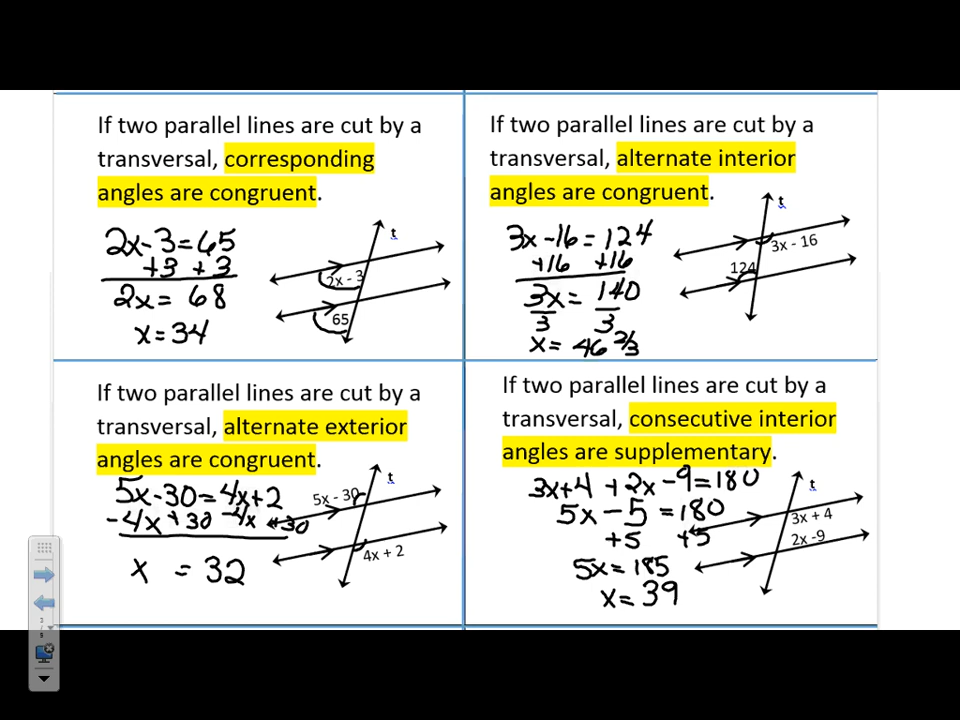 If two parallel lines are cut by a
transversal, corresponding
angles are congruent.
2x-3=65
+3 +3
2x = 68
x=34
t
2x - 3
65
If two parallel lines are cut by a
transversal, alternate interior
angles are congruent.
3x-16=124
+16 +16
3x = 140
3 3
x= 46 2/3
t
3x - 16
124
If two parallel lines are cut by a
transversal, alternate exterior
angles are congruent.
5x-30=4x+2
-4x +30 -4x +30
x = 32
t
5x - 30
4x + 2
If two parallel lines are cut by a
transversal, consecutive interior
angles are supplementary.
3x+4 +2x-9=180
5x-5=180
+5 +5
5x=185
x=39
t
3x + 4
2x -9